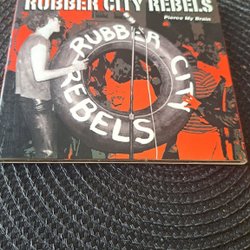 RUBBER CITY REBELS
Pierce My Brain
RUBBER CITY
REBELS